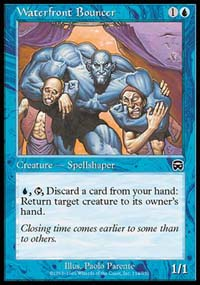 Waterfront Bouncer 1
Creature — Spellshaper
, , Discard a card from your hand:
Return target creature to its owner's
hand.
Closing time comes earlier to some than
to others.
Illus. Paolo Parente
1/1